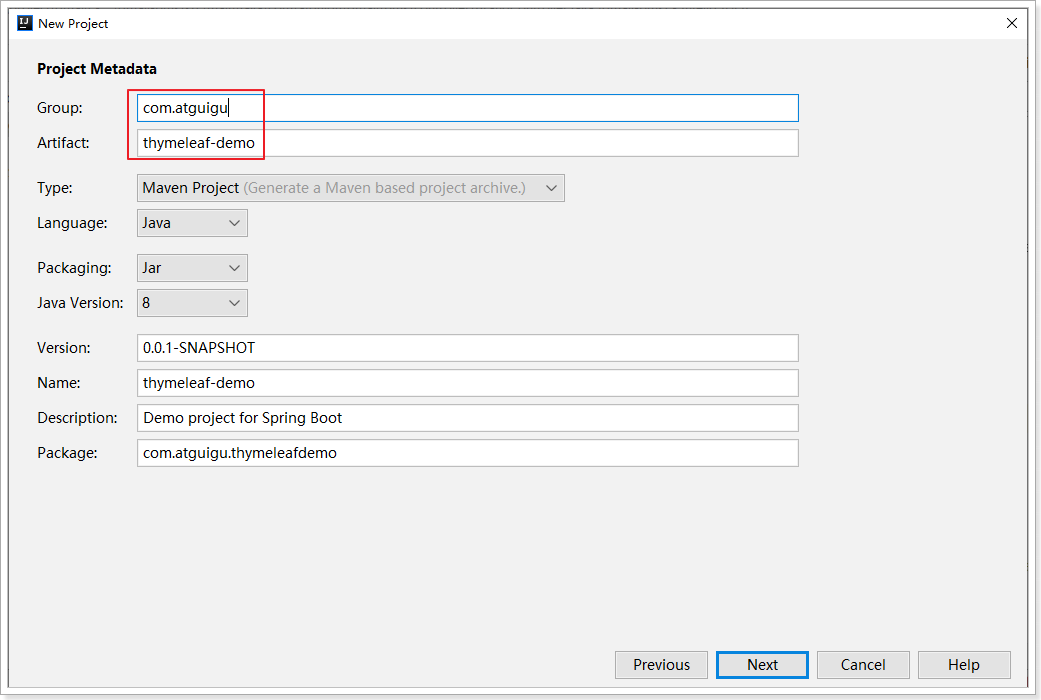 New Project
Project Metadata
Group: com.atguigu
Artifact: thymeleaf-demo
Type: Maven Project (Generate a Maven based project archive.)
Language: Java
Packaging: Jar
Java Version: 8
Version: 0.0.1-SNAPSHOT
Name: thymeleaf-demo
Description: Demo project for Spring Boot
Package: com.atguigu.thymeleafdemo
Previous Next Cancel Help